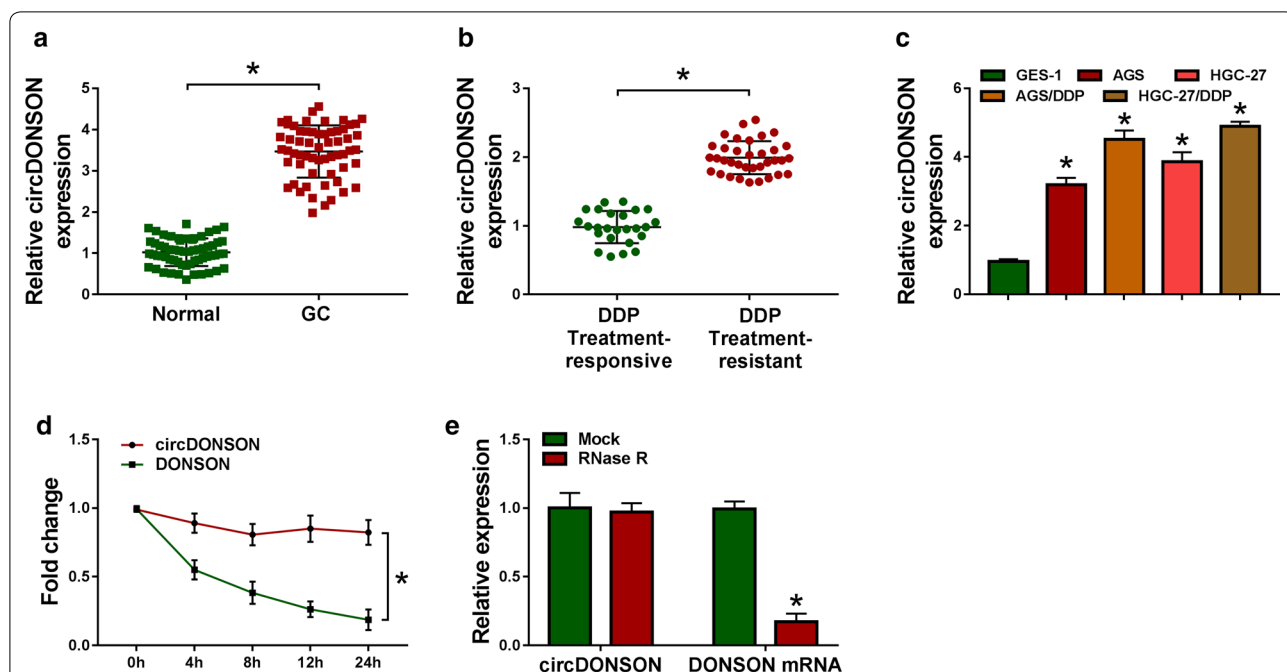 a
Relative circDONSON
expression
5
4
3
2
1
0
*
Normal
GC
b
Relative circDONSON
expression
3
2
1
0
*
DDP
Treatment-
responsive
DDP
Treatment-
resistant
c
Relative circDONSON
expression
GES-1
AGS
HGC-27
AGS/DDP
HGC-27/DDP
6
4
2
0
*
*
*
*
d
Fold change
circDONSON
DONSON
1.5
1.0
0.5
0.0
*
0h
4h
8h
12h
24h
e
Relative expression
Mock
RNase R
1.5
1.0
0.5
0.0
*
circDONSON
DONSON mRNA